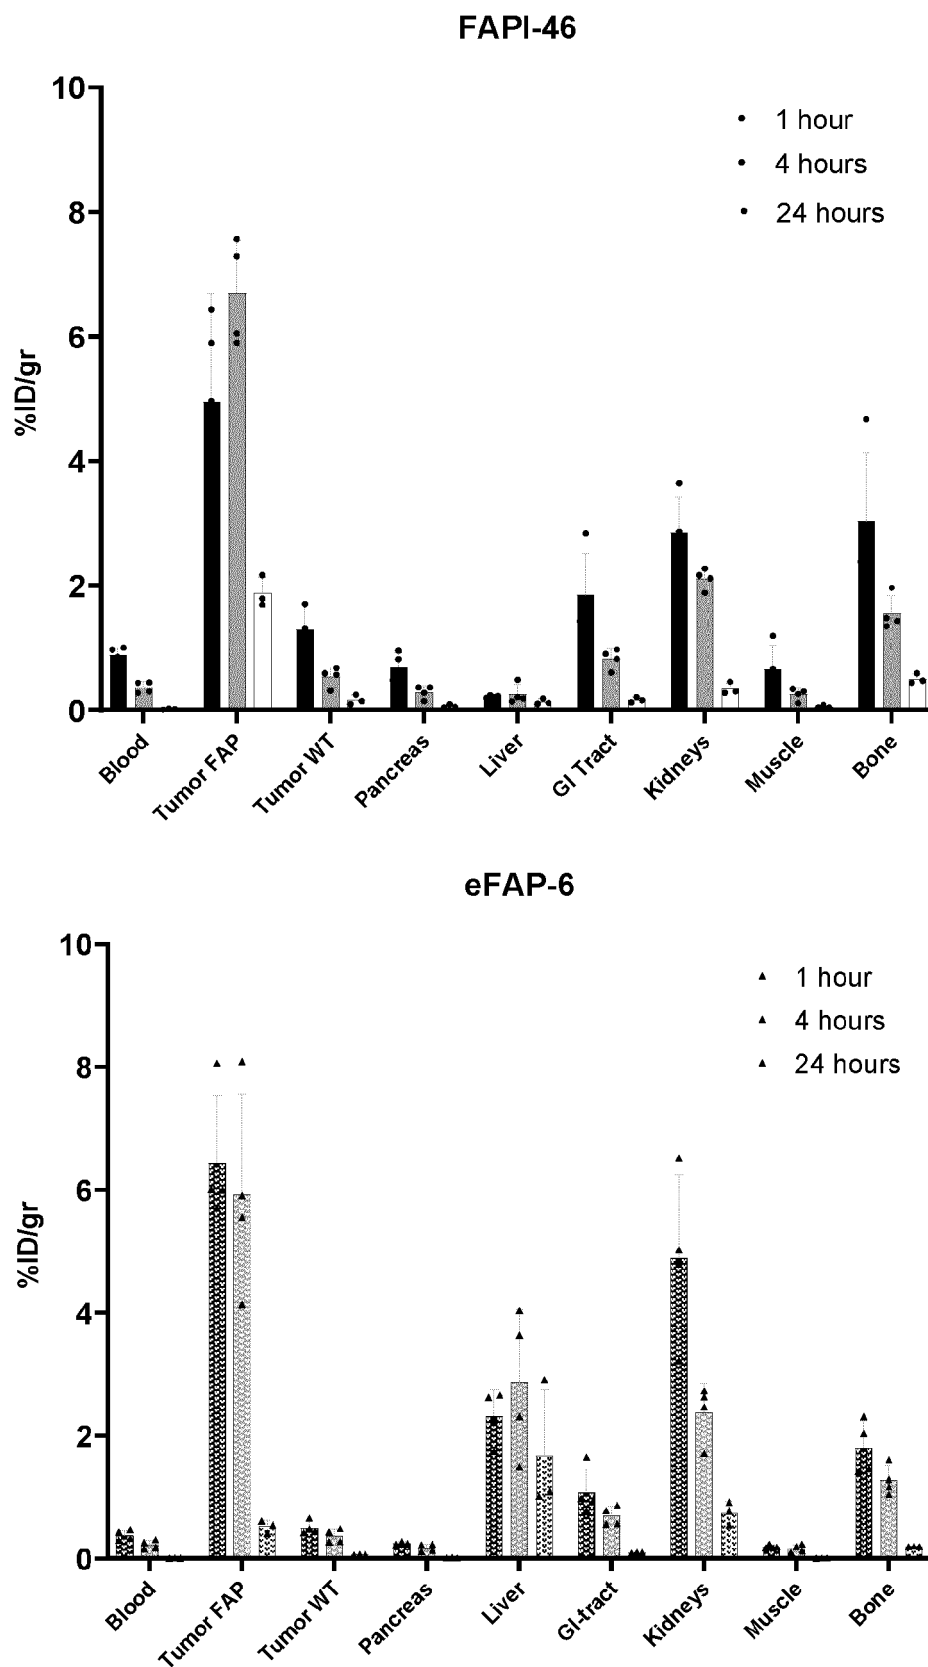 FAPI-46
10
8
6
4
2
0
%ID/gr
1 hour
4 hours
24 hours
Blood
Tumor FAP
Tumor WT
Pancreas
Liver
GI Tract
Kidneys
Muscle
Bone
eFAP-6
10
8
6
4
2
0
%ID/gr
1 hour
4 hours
24 hours
Blood
Tumor FAP
Tumor WT
Pancreas
Liver
GI-tract
Kidneys
Muscle
Bone